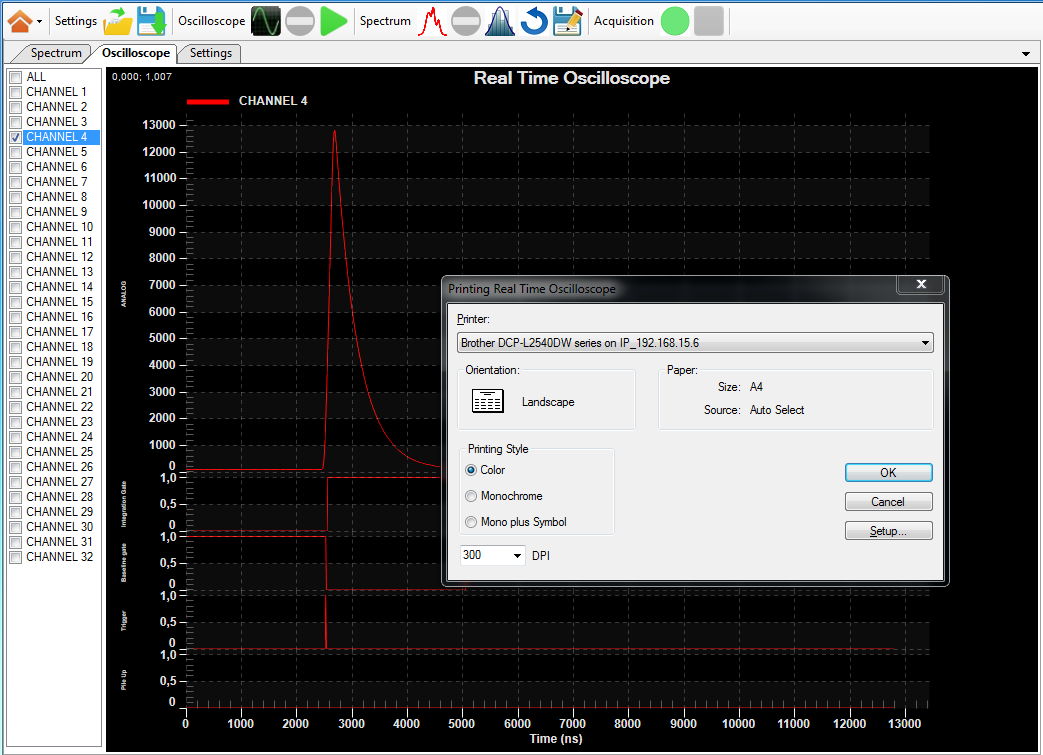 Settings Oscilloscope Spectrum Acquisition
Spectrum Oscilloscope Settings
ALL
CHANNEL 1
CHANNEL 2
CHANNEL 3
CHANNEL 4
CHANNEL 5
CHANNEL 6
CHANNEL 7
CHANNEL 8
CHANNEL 9
CHANNEL 10
CHANNEL 11
CHANNEL 12
CHANNEL 13
CHANNEL 14
CHANNEL 15
CHANNEL 16
CHANNEL 17
CHANNEL 18
CHANNEL 19
CHANNEL 20
CHANNEL 21
CHANNEL 22
CHANNEL 23
CHANNEL 24
CHANNEL 25
CHANNEL 26
CHANNEL 27
CHANNEL 28
CHANNEL 29
CHANNEL 30
CHANNEL 31
CHANNEL 32
0,000; 1,007
Real Time Oscilloscope
CHANNEL 4
ANALOG
13000
12000
11000
10000
9000
8000
7000
6000
5000
4000
3000
2000
1000
0
Integration Gate
1,0
0,5
0
Baseline gate
1,0
0,5
0
Trigger
1,0
0,5
0
Pile Up
1,0
0,5
0
0 1000 2000 3000 4000 5000 6000 7000 8000 9000 10000 11000 12000 13000
Time (ns)
Printing Real Time Oscilloscope
X
Printer:
Brother DCP-L2540DW series on IP_192.168.15.6
Orientation:
Landscape
Paper:
Size: A4
Source: Auto Select
Printing Style
Color
Monochrome
Mono plus Symbol
300 DPI
OK
Cancel
Setup...